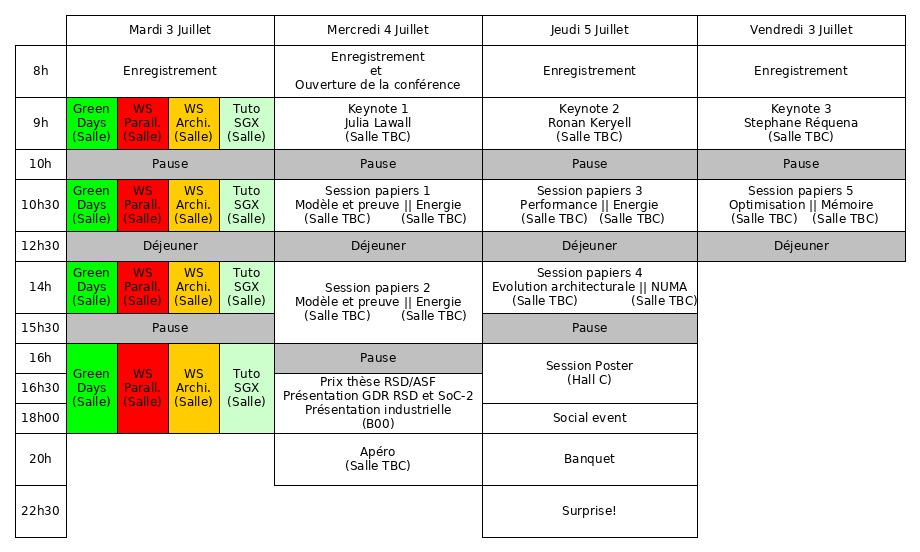 Mardi 3 Juillet
Mercredi 4 Juillet
Jeudi 5 Juillet
Vendredi 3 Juillet
8h
Enregistrement
Enregistrement
et
Ouverture de la conférence
Enregistrement
Enregistrement
9h
Green
Days
(Salle)
WS
Parall.
(Salle)
WS
Archi.
(Salle)
Tuto
SGX
(Salle)
Keynote 1
Julia Lawall
(Salle TBC)
Keynote 2
Ronan Keryell
(Salle TBC)
Keynote 3
Stephane Réquena
(Salle TBC)
10h
Pause
Pause
Pause
Pause
10h30
Green
Days
(Salle)
WS
Parall.
(Salle)
WS
Archi.
(Salle)
Tuto
SGX
(Salle)
Session papiers 1
Modèle et preuve || Energie
(Salle TBC) (Salle TBC)
Session papiers 3
Performance || Energie
(Salle TBC) (Salle TBC)
Session papiers 5
Optimisation || Mémoire
(Salle TBC) (Salle TBC)
12h30
Déjeuner
Déjeuner
Déjeuner
Déjeuner
14h
Green
Days
(Salle)
WS
Parall.
(Salle)
WS
Archi.
(Salle)
Tuto
SGX
(Salle)
Session papiers 2
Modèle et preuve || Energie
(Salle TBC) (Salle TBC)
Session papiers 4
Evolution architecturale || NUMA
(Salle TBC) (Salle TBC)
15h30
Pause
Pause
16h
Green
Days
(Salle)
WS
Parall.
(Salle)
WS
Archi.
(Salle)
Tuto
SGX
(Salle)
Pause
Session Poster
(Hall C)
16h30
Prix thèse RSD/ASF
Présentation GDR RSD et SoC-2
Présentation industrielle
(B00)
18h00
Social event
20h
Apéro
(Salle TBC)
Banquet
22h30
Surprise!